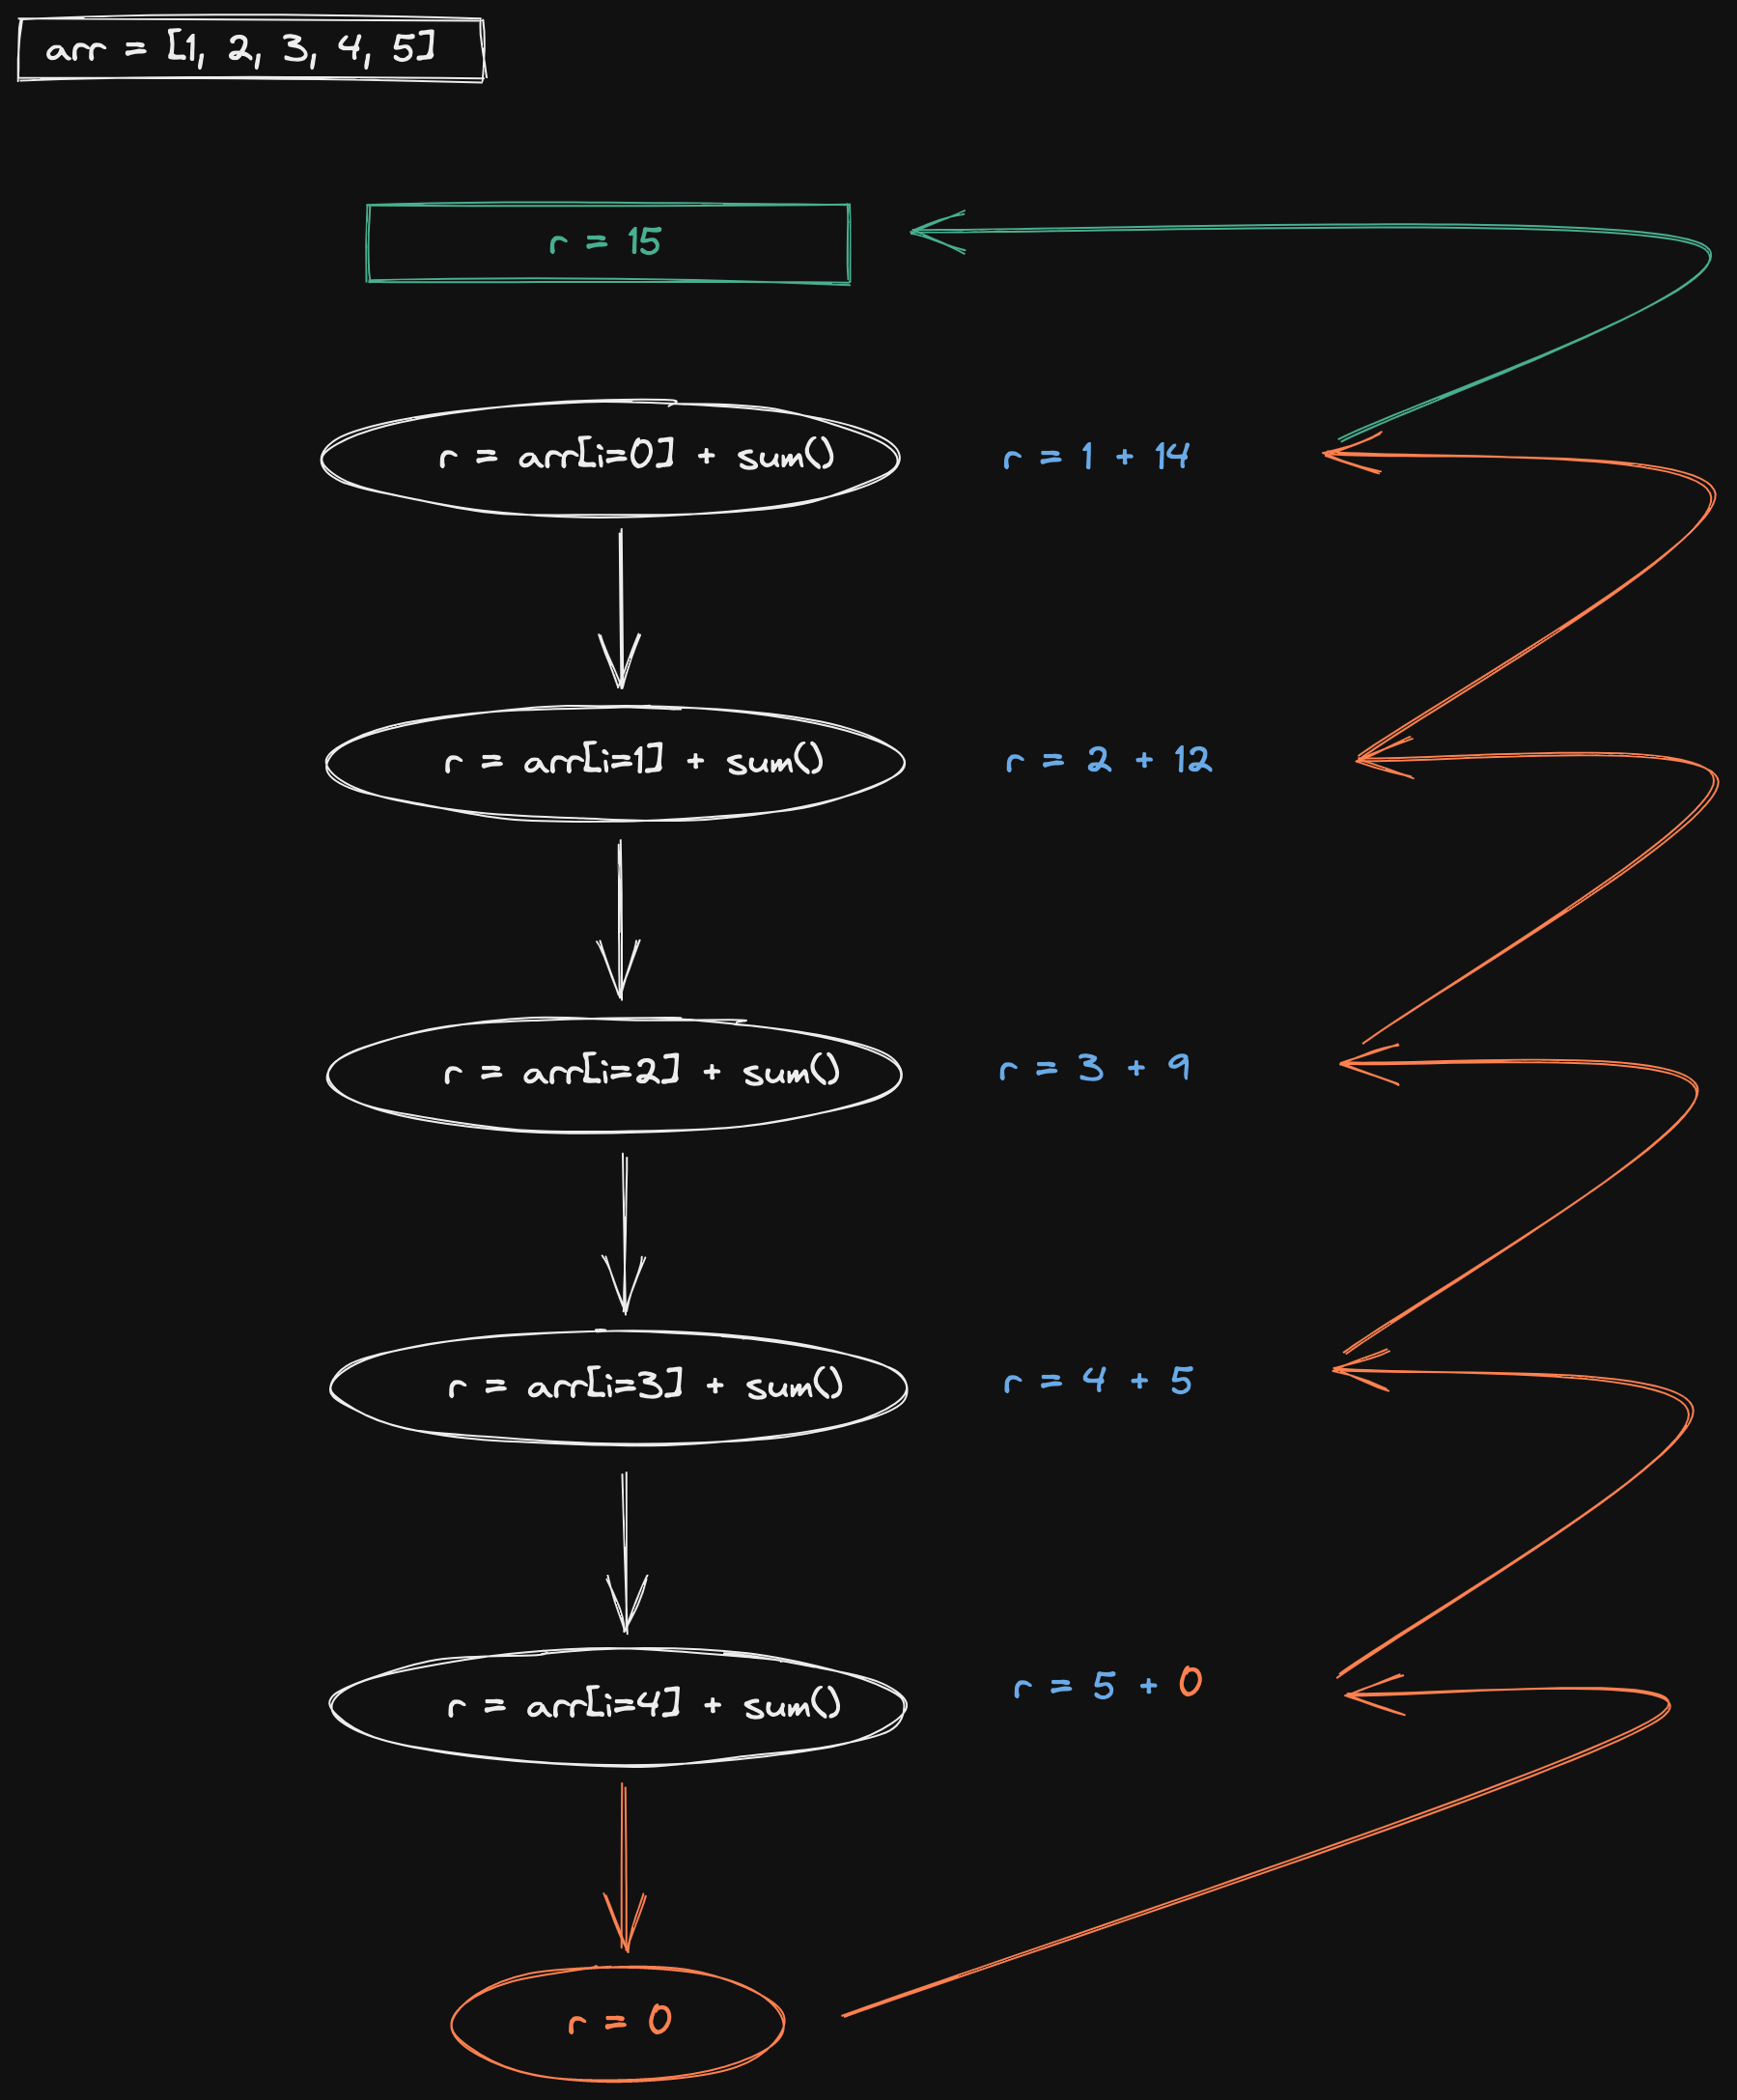 arr = [1, 2, 3, 4, 5]
r = 15
r = arr[i=0] + sum()
r = 1 + 14
r = arr[i=1] + sum()
r = 2 + 12
r = arr[i=2] + sum()
r = 3 + 9
r = arr[i=3] + sum()
r = 4 + 5
r = arr[i=4] + sum()
r = 5 + 0
r = 0